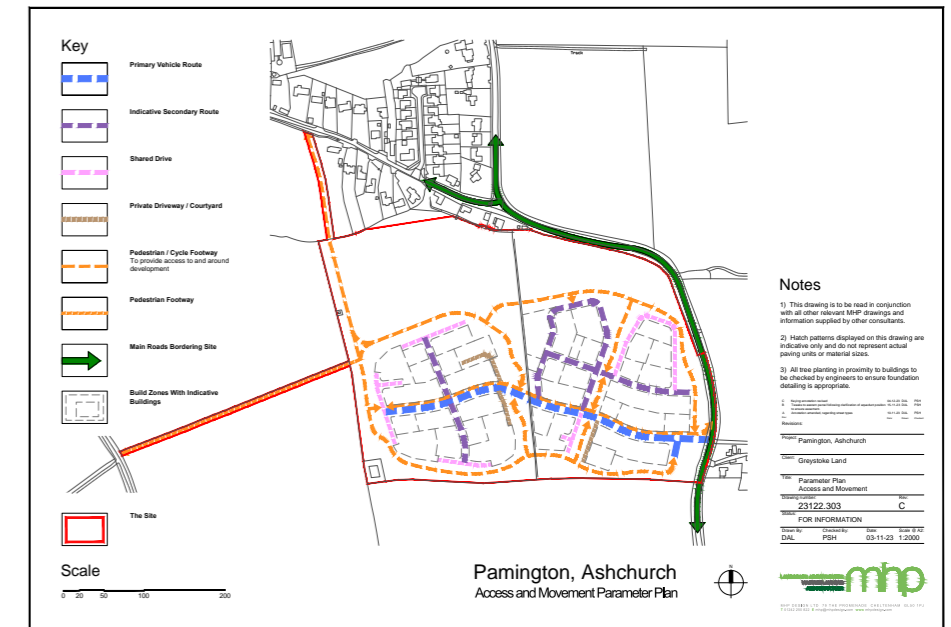 Key
Primary Vehicle Route
Indicative Secondary Route
Shared Drive
Private Driveway / Courtyard
Pedestrian / Cycle Footway
To provide access to and around
development
Pedestrian Footway
Main Roads Bordering Site
Build Zones With Indicative
Buildings
The Site
Scale
0 20 50 100 200
Track
Pamington, Ashchurch
Access and Movement Parameter Plan
N
Notes
1) This drawing is to be read in conjunction
with all other relevant MHP drawings and
information supplied by other consultants.
2) Hatch patterns displayed on this drawing are
indicative only and do not represent actual
paving units or material sizes.
3) All tree planting in proximity to buildings to
be checked by engineers to ensure foundation
detailing is appropriate.
Revisions:
Project: Pamington, Ashchurch
Client: Greystoke Land
Title: Parameter Plan
Access and Movement
Drawing number: Rev:
23122.303 C
Status:
FOR INFORMATION
Drawn By: Checked By: Date: Scale @ A2:
DAL PSH 03-11-23 1:2000
mhp